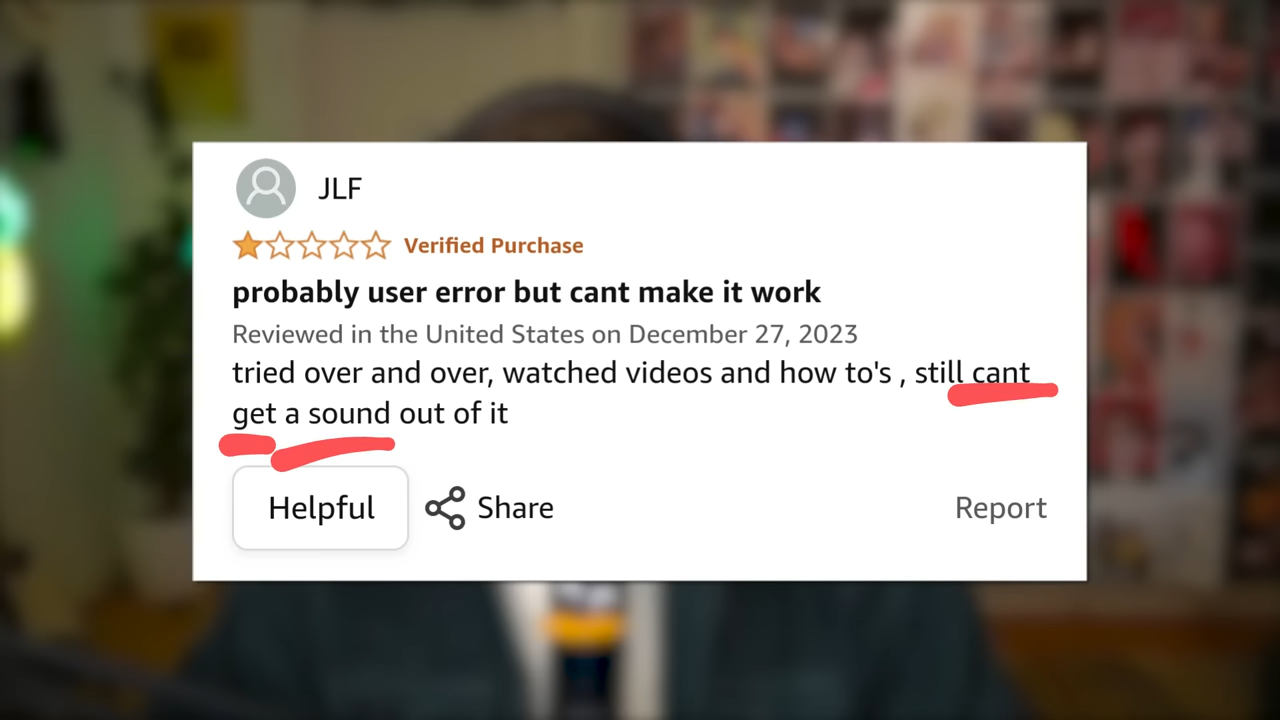 JLF
Verified Purchase
probably user error but cant make it work
Reviewed in the United States on December 27, 2023
tried over and over, watched videos and how to's , still cant
get a sound out of it
Helpful
Share
Report